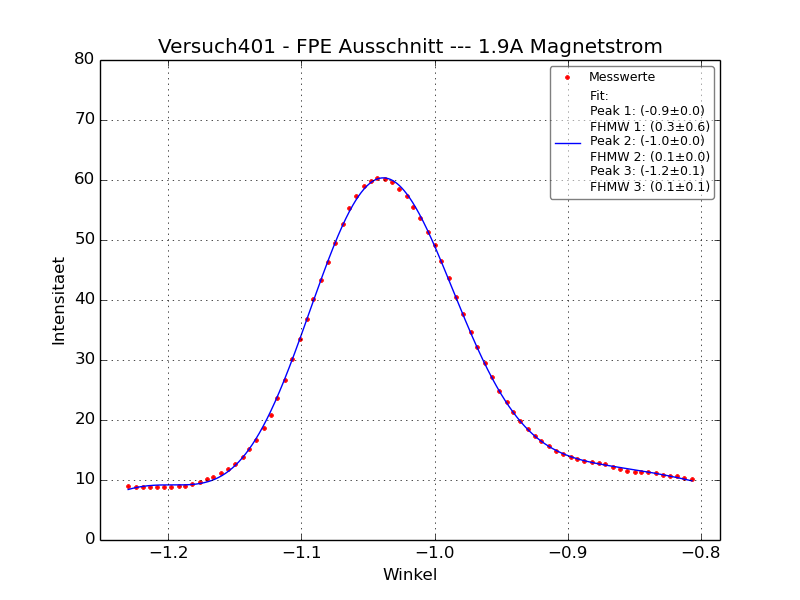 Versuch401 - FPE Ausschnitt --- 1.9A Magnetstrom
Messwerte
Fit:
Peak 1: (-0.9±0.0)
FHMW 1: (0.3±0.6)
Peak 2: (-1.0±0.0)
FHMW 2: (0.1±0.0)
Peak 3: (-1.2±0.1)
FHMW 3: (0.1±0.1)
Intensitaet
80
70
60
50
40
30
20
10
0
−1.2 −1.1 −1.0 −0.9 −0.8
Winkel